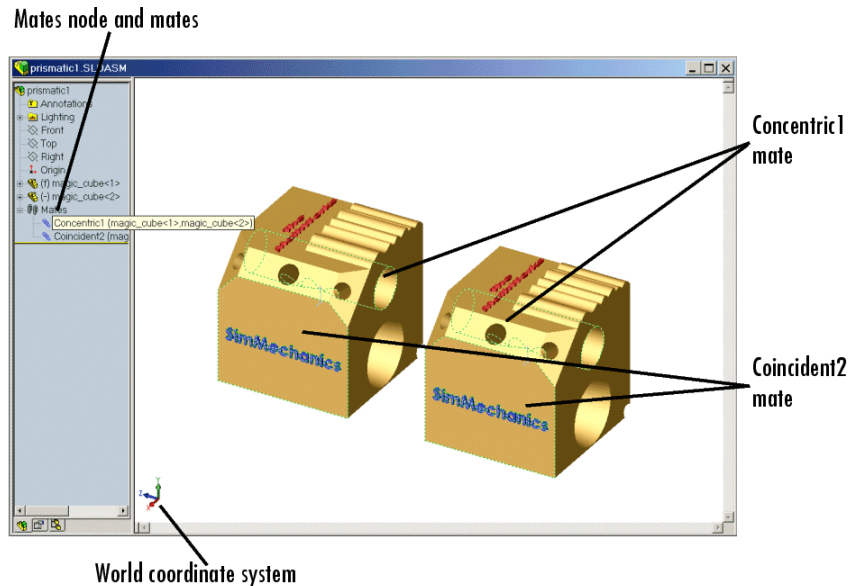 Mates node and mates
prismatic1.SLDASM
prismatic1
Annotations
Lighting
Front
Top
Right
Origin
(f) magic_cube<1>
(-) magic_cube<2>
Mates
Concentric1 (magic_cube<1>,magic_cube<2>)
Coincident2 (mag
Concentric1
mate
SimMechanics
SimMechanics
Coincident2
mate
Y
Z
X
World coordinate system